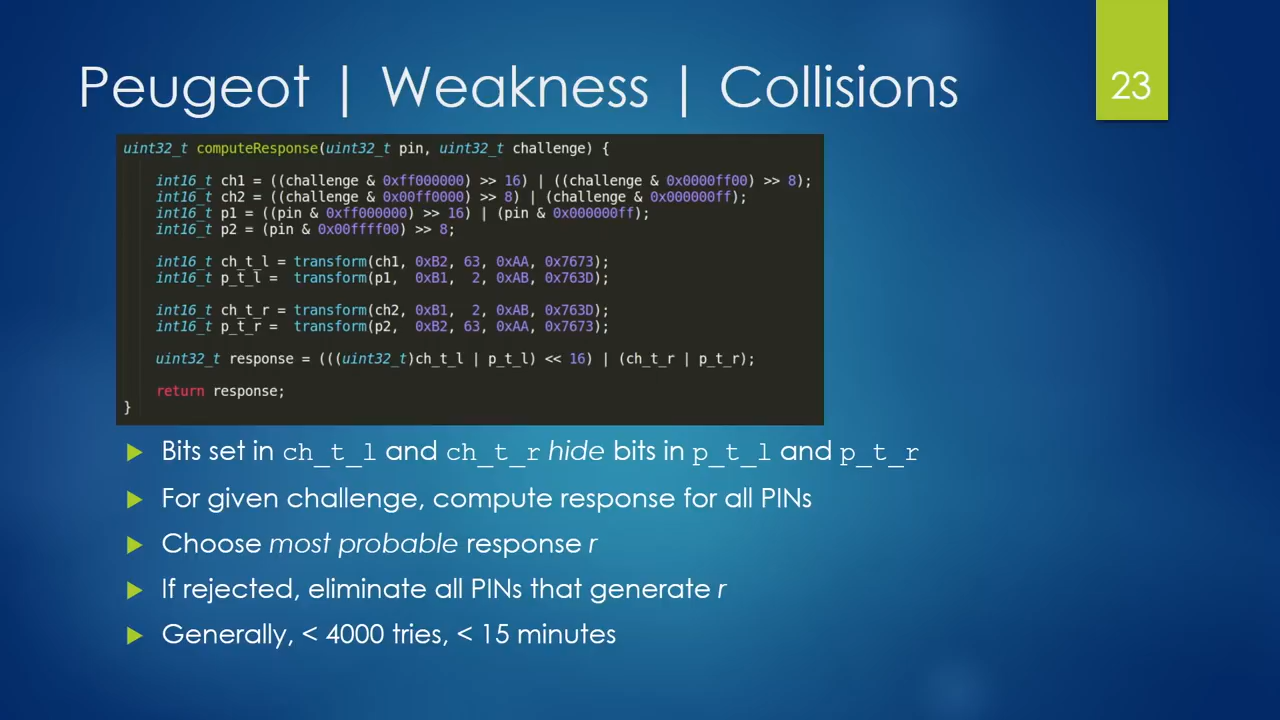 Peugeot | Weakness | Collisions
23
uint32_t computeResponse(uint32_t pin, uint32_t challenge) {
int16_t ch1 = ((challenge & 0xff000000) >> 16) | ((challenge & 0x0000ff00) >> 8);
int16_t ch2 = ((challenge & 0x00ff0000) >> 8) | (challenge & 0x000000ff);
int16_t p1 = ((pin & 0xff000000) >> 16) | (pin & 0x000000ff);
int16_t p2 = (pin & 0x00ffff00) >> 8;
int16_t ch_t_l = transform(ch1, 0xB2, 63, 0xAA, 0x7673);
int16_t p_t_l =  transform(p1,  0xB1,  2, 0xAB, 0x763D);
int16_t ch_t_r = transform(ch2, 0xB1,  2, 0xAB, 0x763D);
int16_t p_t_r =  transform(p2,  0xB2, 63, 0xAA, 0x7673);
uint32_t response = (((uint32_t)ch_t_l | p_t_l) << 16) | (ch_t_r | p_t_r);
return response;
}
Bits set in ch_t_l and ch_t_r hide bits in p_t_l and p_t_r
For given challenge, compute response for all PINs
Choose most probable response r
If rejected, eliminate all PINs that generate r
Generally, < 4000 tries, < 15 minutes